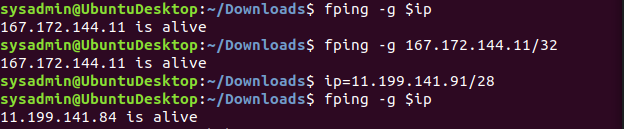 sysadmin@UbuntuDesktop:~/Downloads$ fping -g $ip
167.172.144.11 is alive
sysadmin@UbuntuDesktop:~/Downloads$ fping -g 167.172.144.11/32
167.172.144.11 is alive
sysadmin@UbuntuDesktop:~/Downloads$ ip=11.199.141.91/28
sysadmin@UbuntuDesktop:~/Downloads$ fping -g $ip
11.199.141.84 is alive